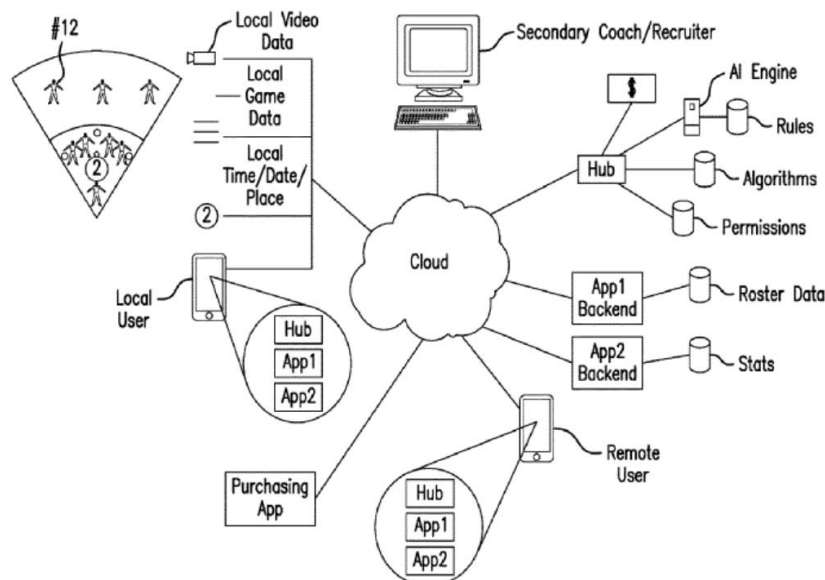 #12
Local Video
Data
Local
Game
Data
Local
Time/Date/
Place
2
2
Local
User
Hub
App1
App2
Secondary Coach/Recruiter
$
AI Engine
Rules
Hub
Algorithms
Permissions
Cloud
App1
Backend
Roster Data
App2
Backend
Stats
Purchasing
App
Hub
App1
App2
Remote
User